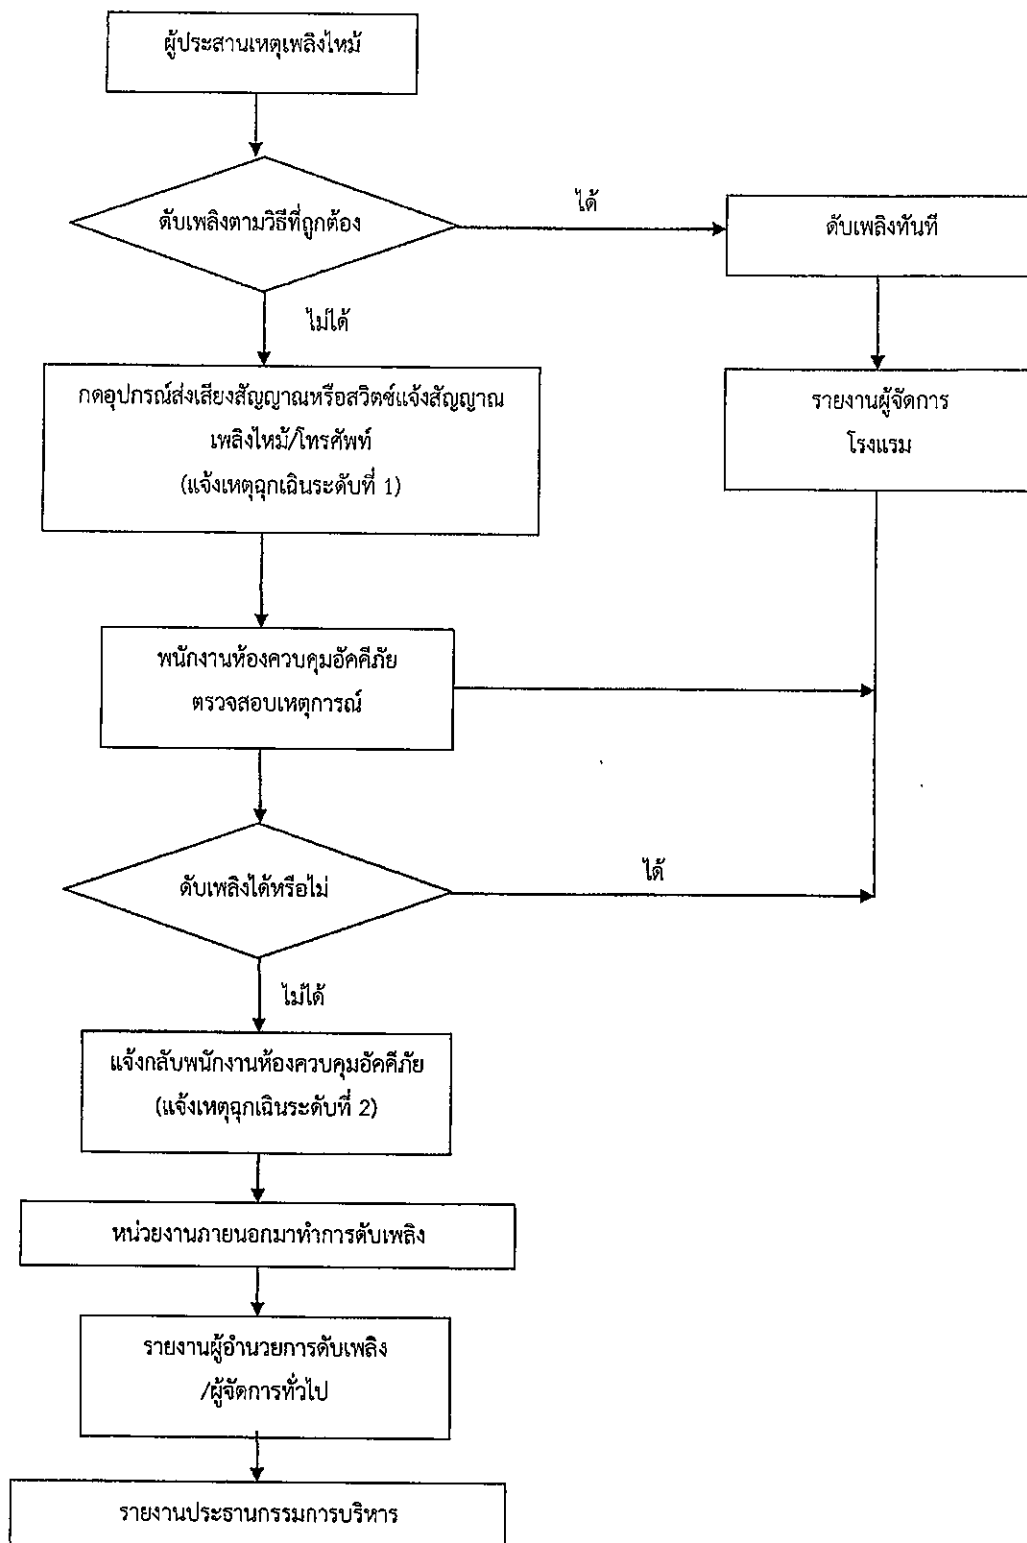 ผู้ประสานเหตุเพลิงไหม้
ดับเพลิงตามวิธีที่ถูกต้อง
ได้
ดับเพลิงทันที
ไม่ได้
กดอุปกรณ์ส่งเสียงสัญญาณหรือสวิตซ์แจ้งสัญญาณ
เพลิงไหม้/โทรศัพท์
(แจ้งเหตุฉุกเฉินระดับที่ 1)
รายงานผู้จัดการ
โรงแรม
พนักงานห้องควบคุมอัคคีภัย
ตรวจสอบเหตุการณ์
ดับเพลิงได้หรือไม่
ได้
ไม่ได้
แจ้งกลับพนักงานห้องควบคุมอัคคีภัย
(แจ้งเหตุฉุกเฉินระดับที่ 2)
หน่วยงานภายนอกมาทำการดับเพลิง
รายงานผู้อำนวยการดับเพลิง
/ผู้จัดการทั่วไป
รายงานประธานกรรมการบริหาร